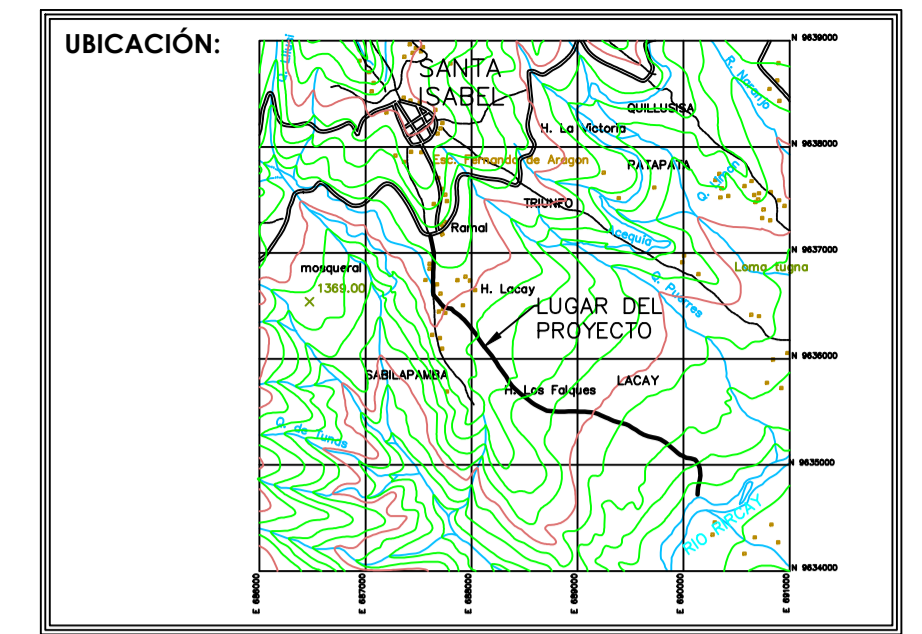 UBICACIÓN:
N 9639000
SANTA
ISABEL
R. Naranjo
QUILLUSISA
H. La Victoria
N 9638000
Esc. Fernando de Aragon
PATAPATA
TRIUNFO
Ramal
Acequia
N 9637000
mosqueral
Loma tugna
1369.00
H. Lacay
LUGAR DEL
PROYECTO
N 9636000
SABILAPAMBA
LACAY
H. Los Falques
Q. de tunas
N 9635000
RIO RIRCAY
N 9634000
E 686000
E 687000
E 688000
E 689000
E 690000
E 691000